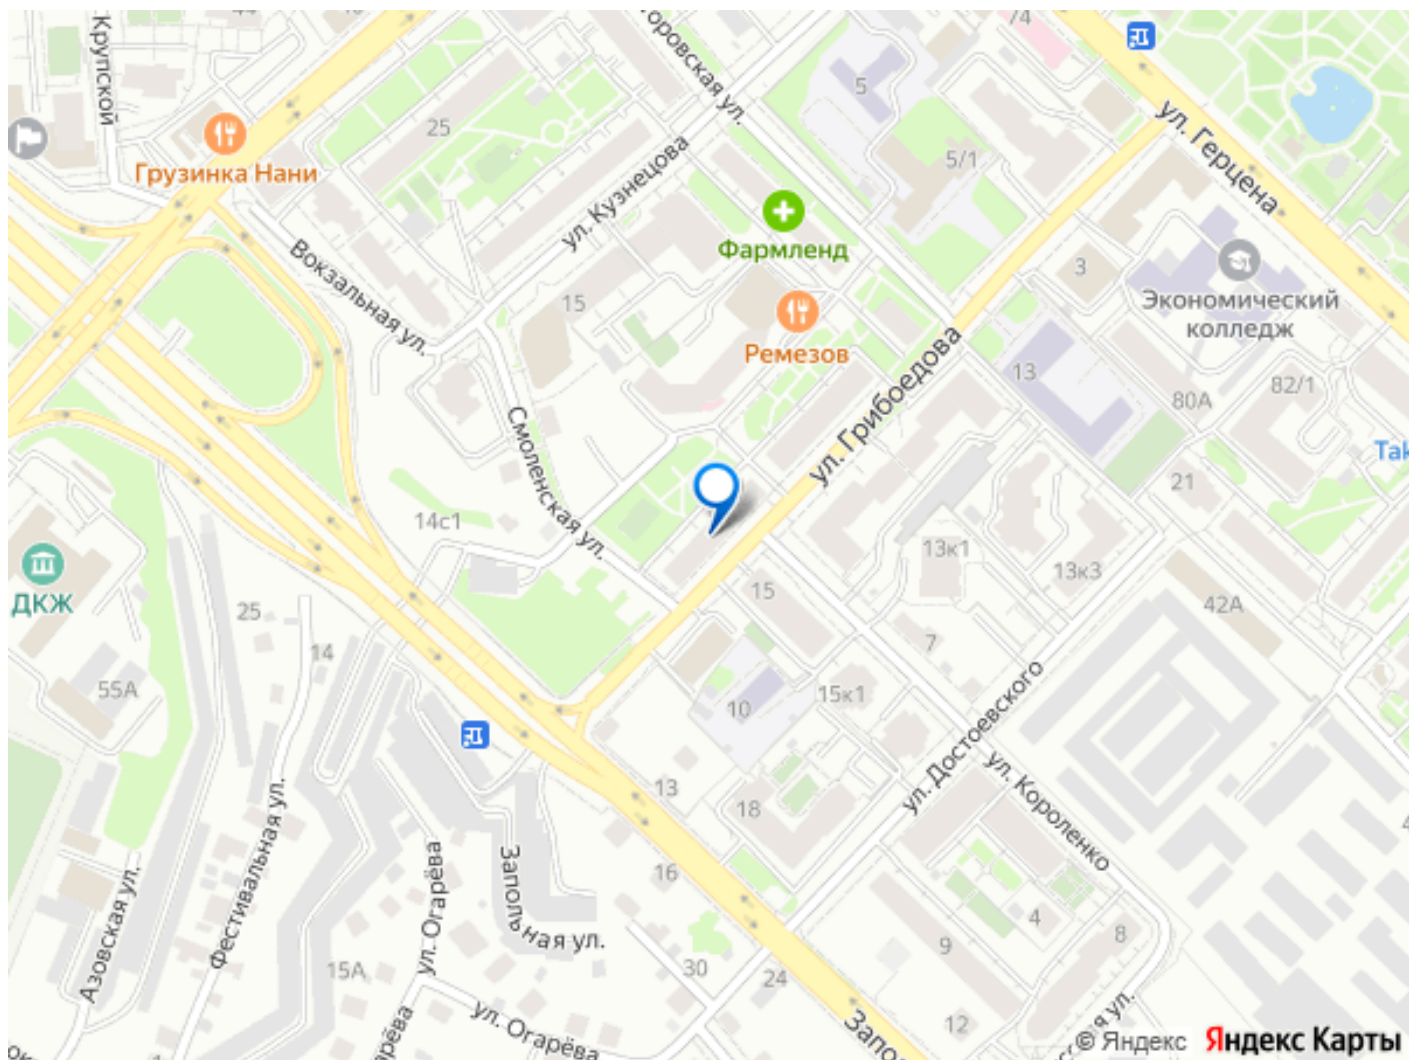 Крупской
Грузинка Нани
25
ул. Кузнецова
Вокзальная ул.
5
/4
5/1
ул. Герцена
Фармленд
3
Экономический
колледж
15
Ремезов
ул. Грибоедова
13
80А
82/1
Смоленская ул.
21
14с1
13к1
13к3
42А
ДКЖ
25
14
15
7
55А
10
15к1
ул. Достоевского
13
18
ул. Короленко
Фестивальная ул.
ул. Огарёва
Запольная ул.
16
Азовская ул.
4
8
9
15А
30
24
12
ул. Огарёва
© Яндекс
Яндекс Карты